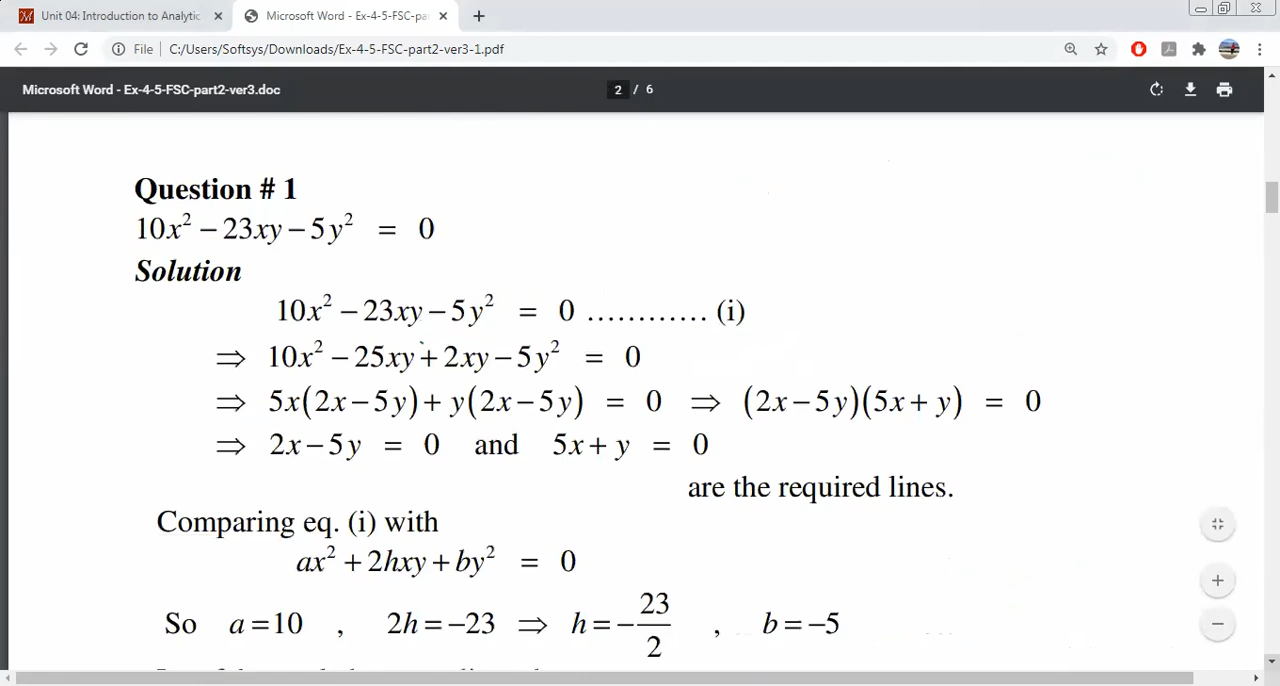 Unit 04: Introduction to Analytic
Microsoft Word - Ex-4-5-FSC-par
File C:/Users/Softsys/Downloads/Ex-4-5-FSC-part2-ver3-1.pdf
Microsoft Word - Ex-4-5-FSC-part2-ver3.doc 2 / 6
Question # 1
10x² − 23xy − 5y² = 0
Solution
10x² − 23xy − 5y² = 0 ............ (i)
⇒ 10x² − 25xy + 2xy − 5y² = 0
⇒ 5x(2x − 5y) + y(2x − 5y) = 0 ⇒ (2x − 5y)(5x + y) = 0
⇒ 2x − 5y = 0 and 5x + y = 0
are the required lines.
Comparing eq. (i) with
ax² + 2hxy + by² = 0
So a = 10 , 2h = −23 ⇒ h = −23/2 , b = −5